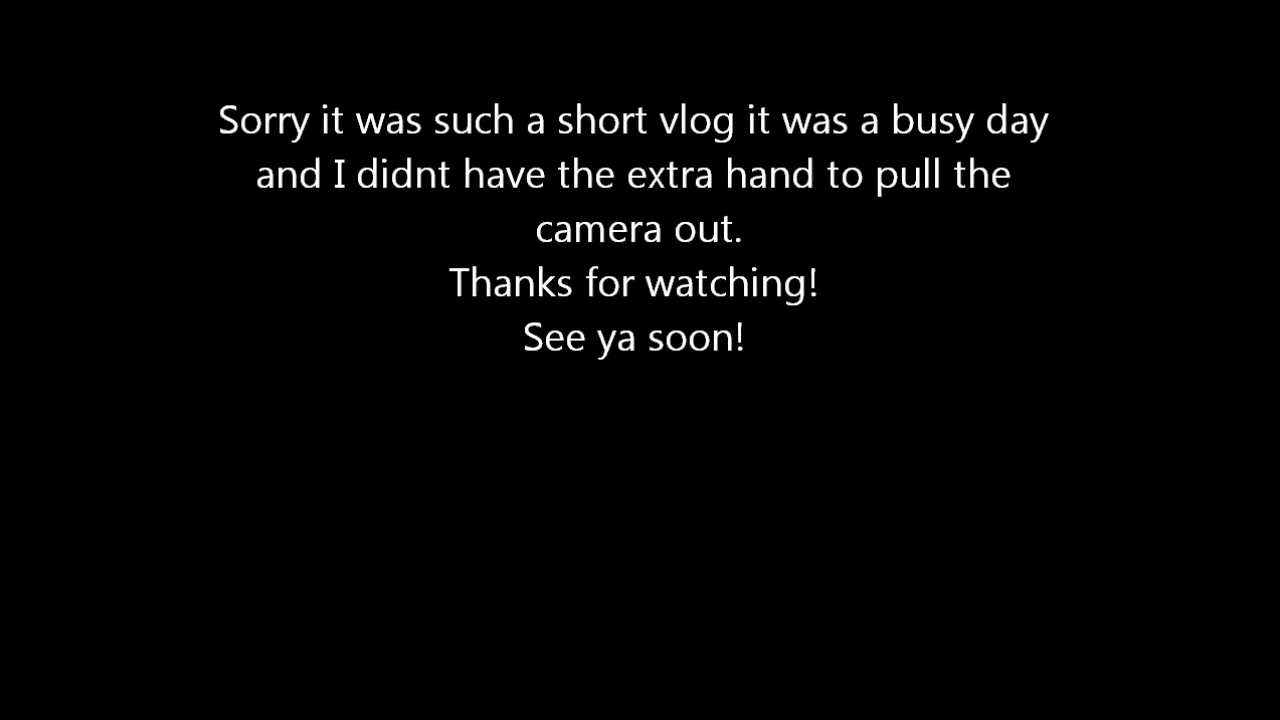 Sorry it was such a short vlog it was a busy day
and I didnt have the extra hand to pull the
camera out.
Thanks for watching!
See ya soon!